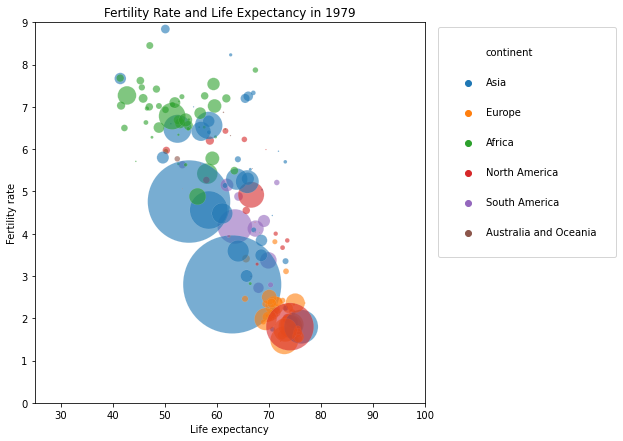 Fertility Rate and Life Expectancy in 1979
Fertility rate
9
8
7
6
5
4
3
2
1
0
30 40 50 60 70 80 90 100
Life expectancy
continent
Asia
Europe
Africa
North America
South America
Australia and Oceania